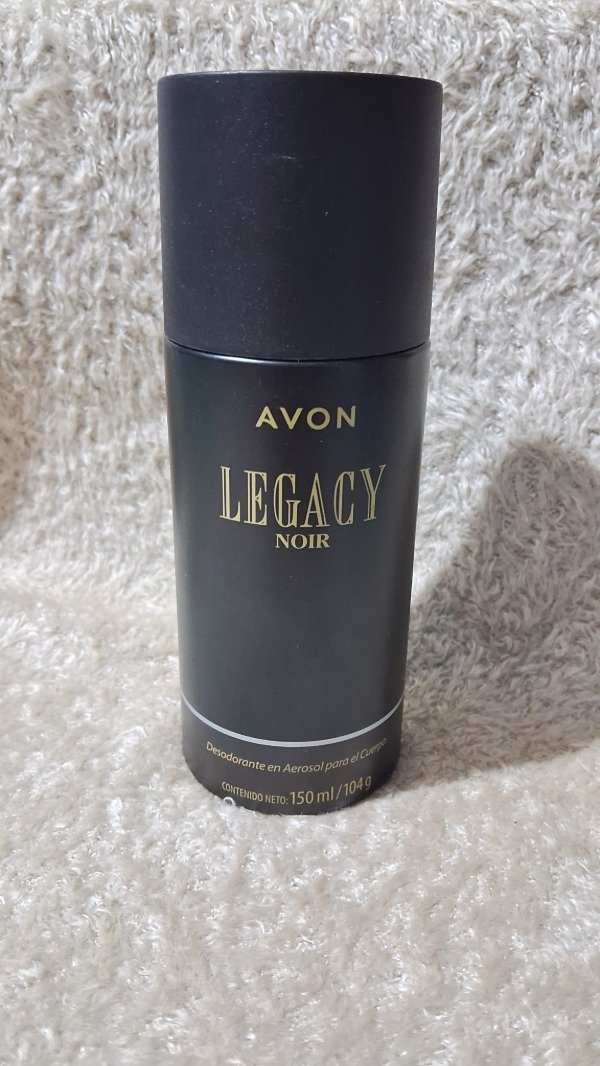 AVON
LEGACY
NOIR
Desodorante en Aerosol para el Cuerpo
CONTENIDO NETO: 150 ml/104 g